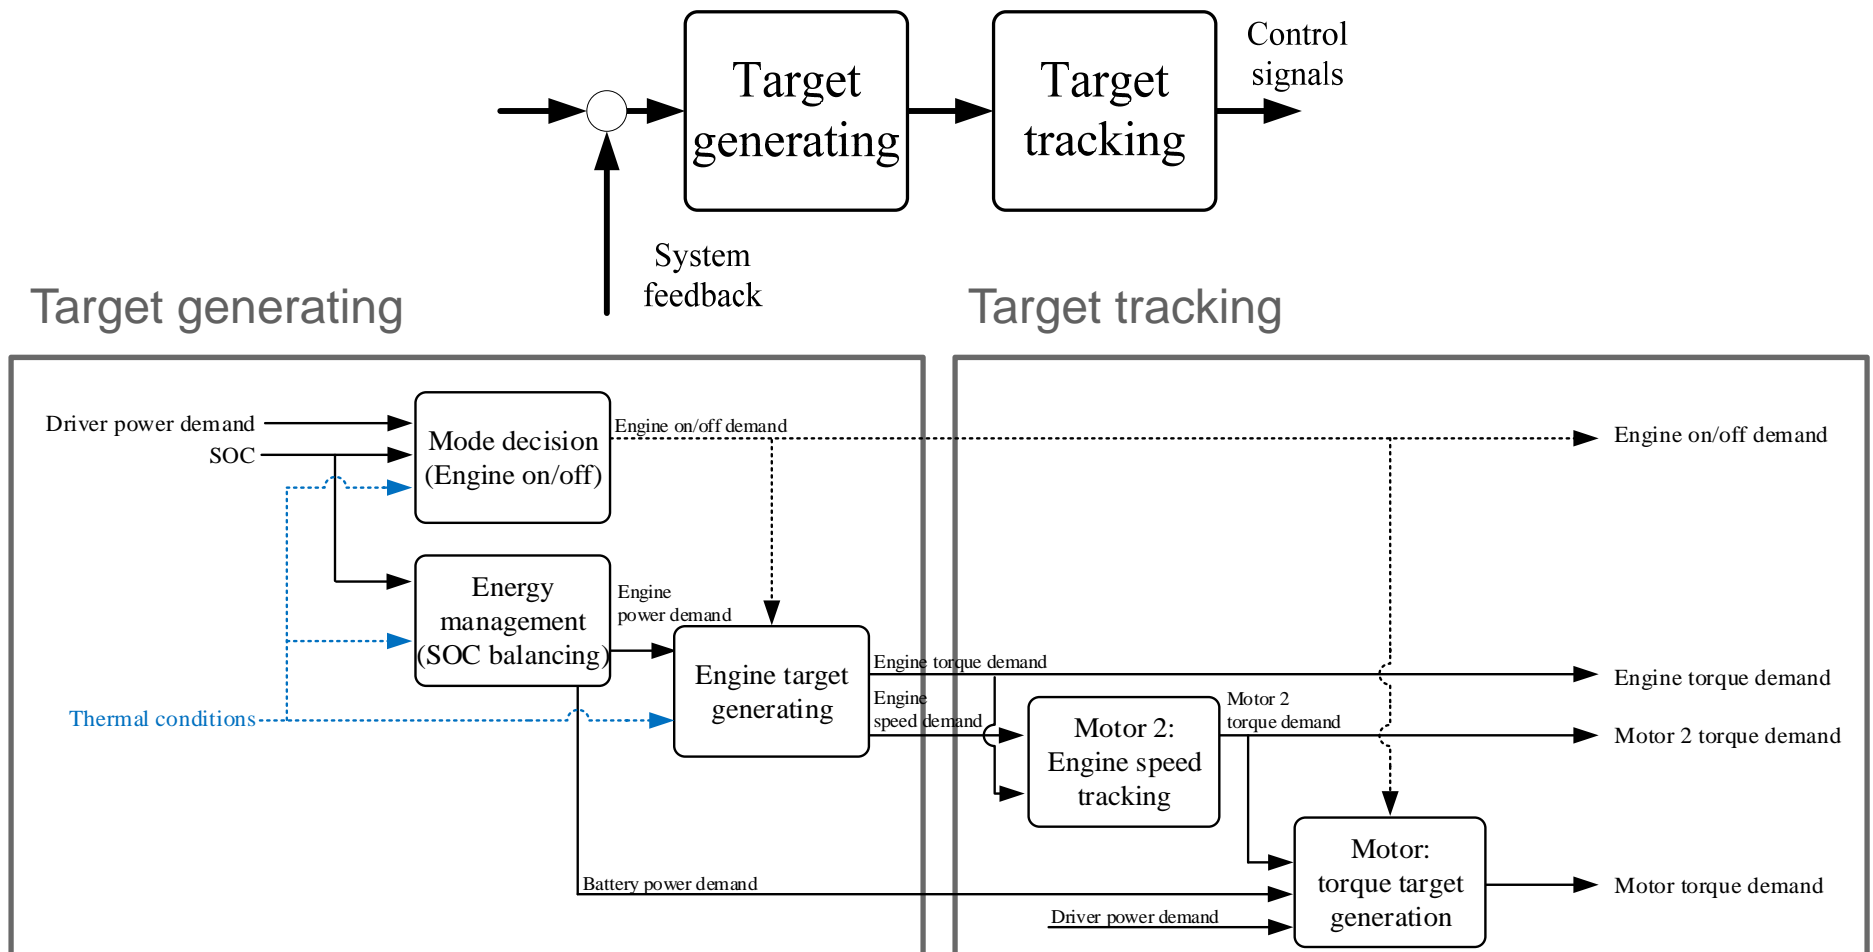 Target
generating
Target
tracking
Control
signals
System
feedback
Target generating
Target tracking
Driver power demand
SOC
Thermal conditions
Mode decision
(Engine on/off)
Engine on/off demand
Energy
management
(SOC balancing)
Engine
power demand
Engine target
generating
Battery power demand
Engine torque demand
Engine
speed demand
Motor 2:
Engine speed
tracking
Motor 2
torque demand
Driver power demand
Motor:
torque target
generation
Engine on/off demand
Engine torque demand
Motor 2 torque demand
Motor torque demand